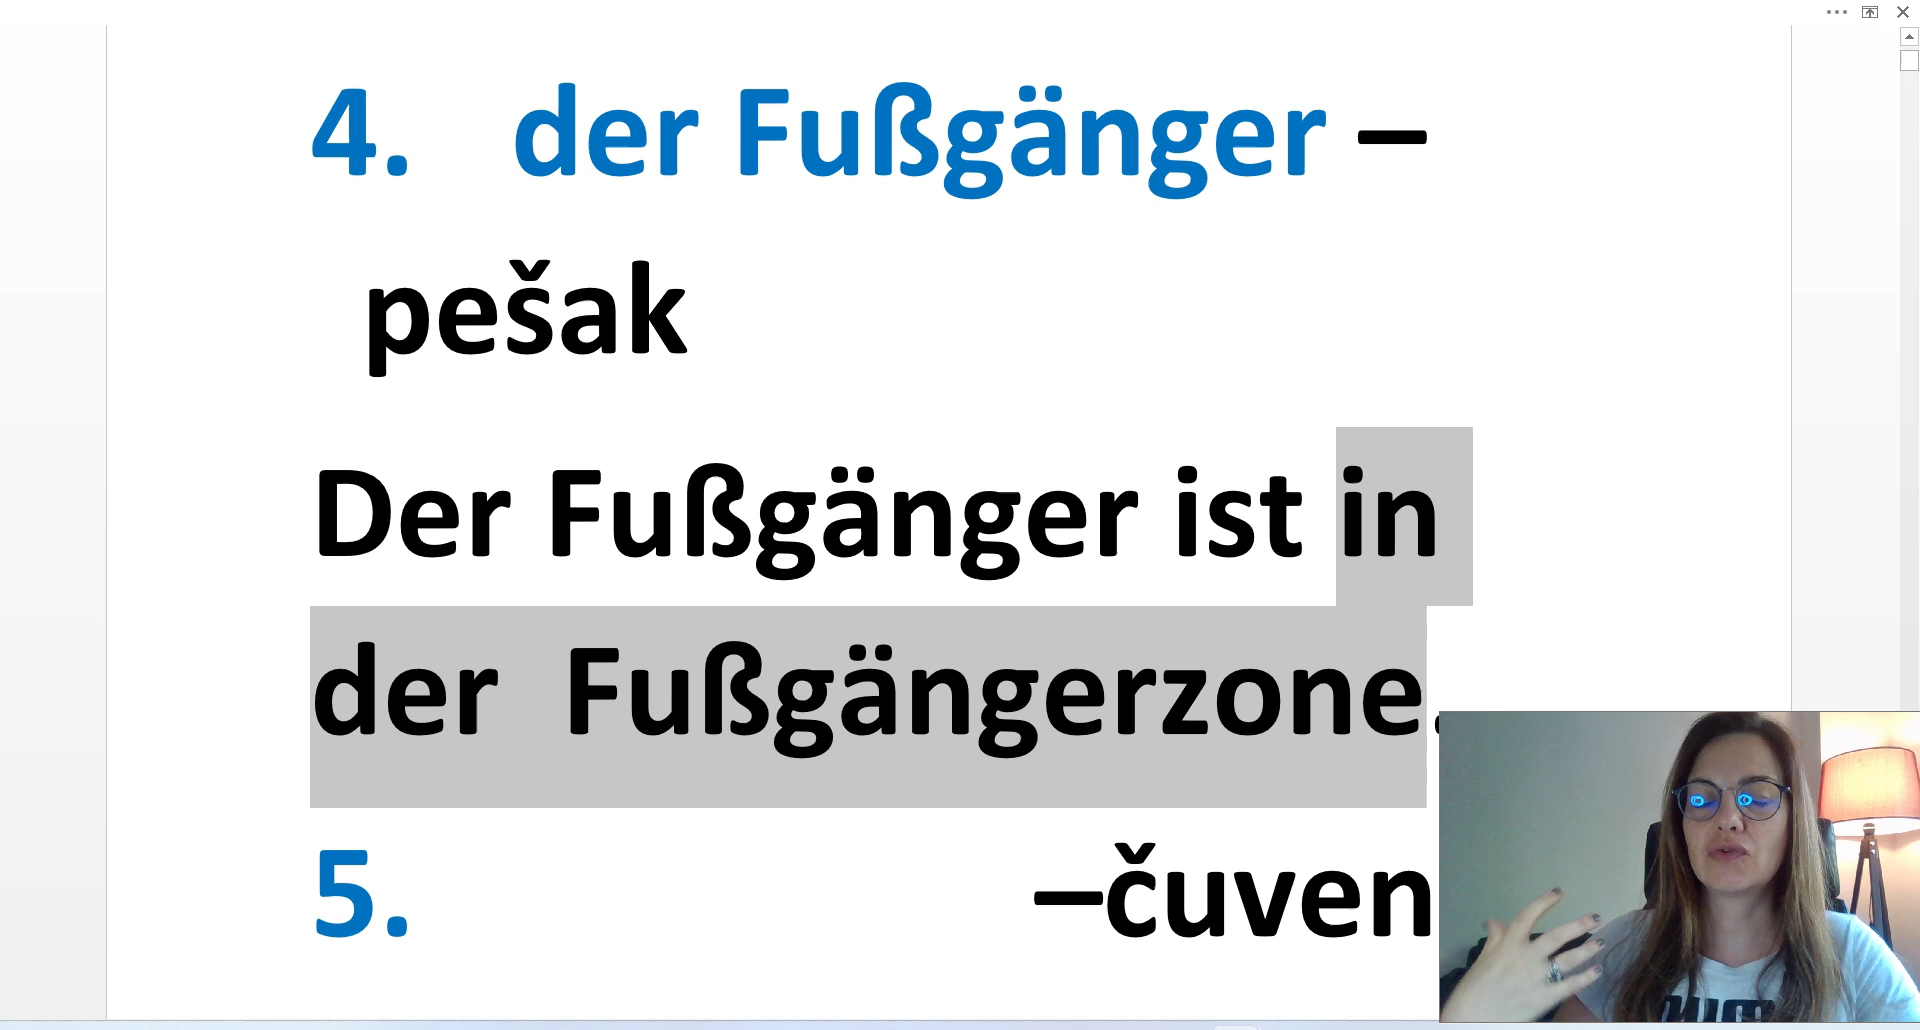 4. der Fußgänger –
pešak
Der Fußgänger ist in
der Fußgängerzone.
5. –čuven